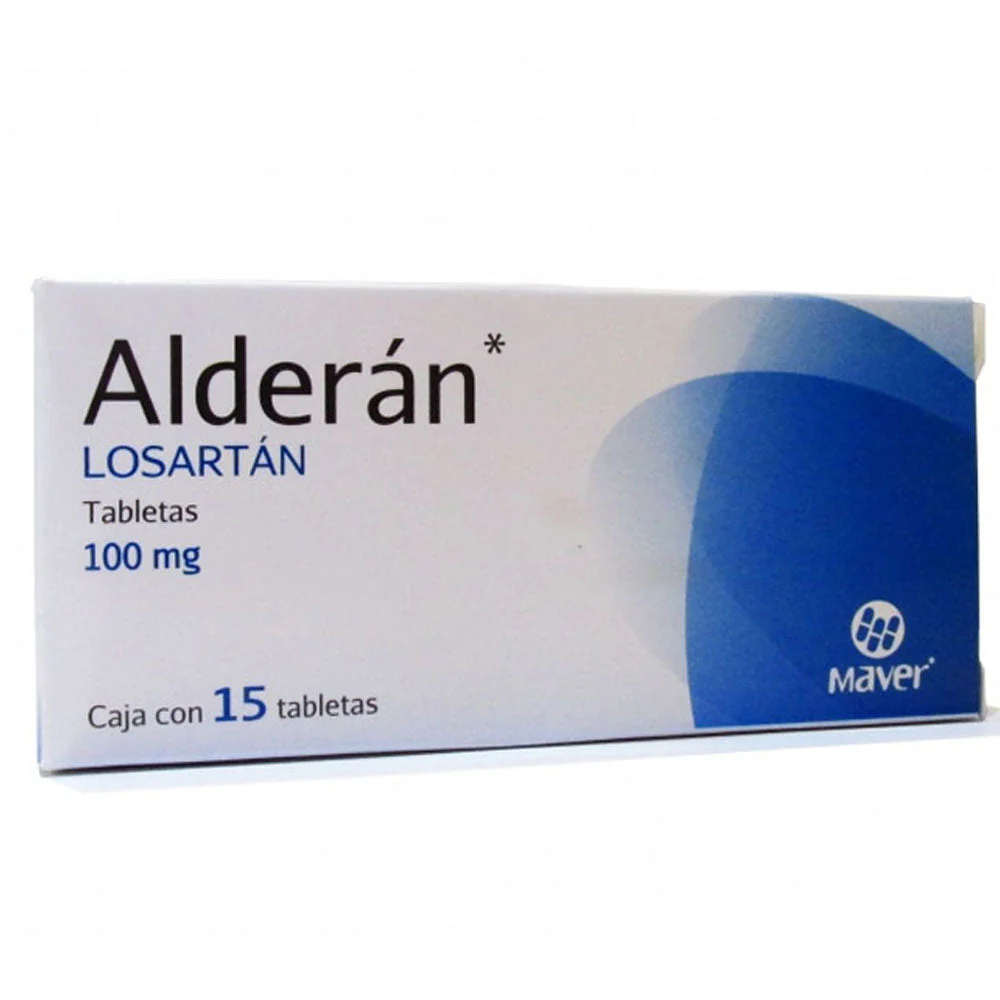 Alderán*
LOSARTÁN
Tabletas
100 mg
Caja con 15 tabletas
Maver*